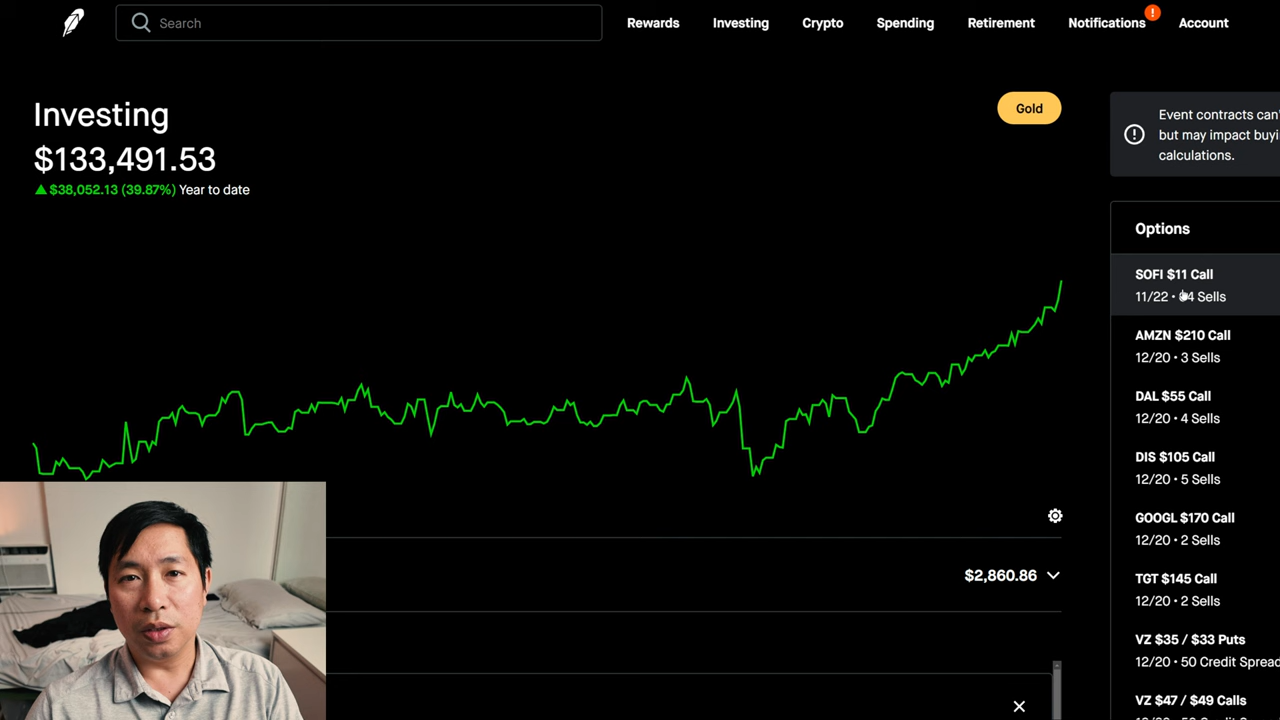 Search
Rewards
Investing
Crypto
Spending
Retirement
Notifications
!
Account
Investing
$133,491.53
$38,052.13 (39.87%) Year to date
Gold
Event contracts can'
but may impact buyi
calculations.
Options
SOFI $11 Call
11/22 • 4 Sells
AMZN $210 Call
12/20 • 3 Sells
DAL $55 Call
12/20 • 4 Sells
DIS $105 Call
12/20 • 5 Sells
GOOGL $170 Call
12/20 • 2 Sells
TGT $145 Call
12/20 • 2 Sells
VZ $35 / $33 Puts
12/20 • 50 Credit Sprea
VZ $47 / $49 Calls
$2,860.86